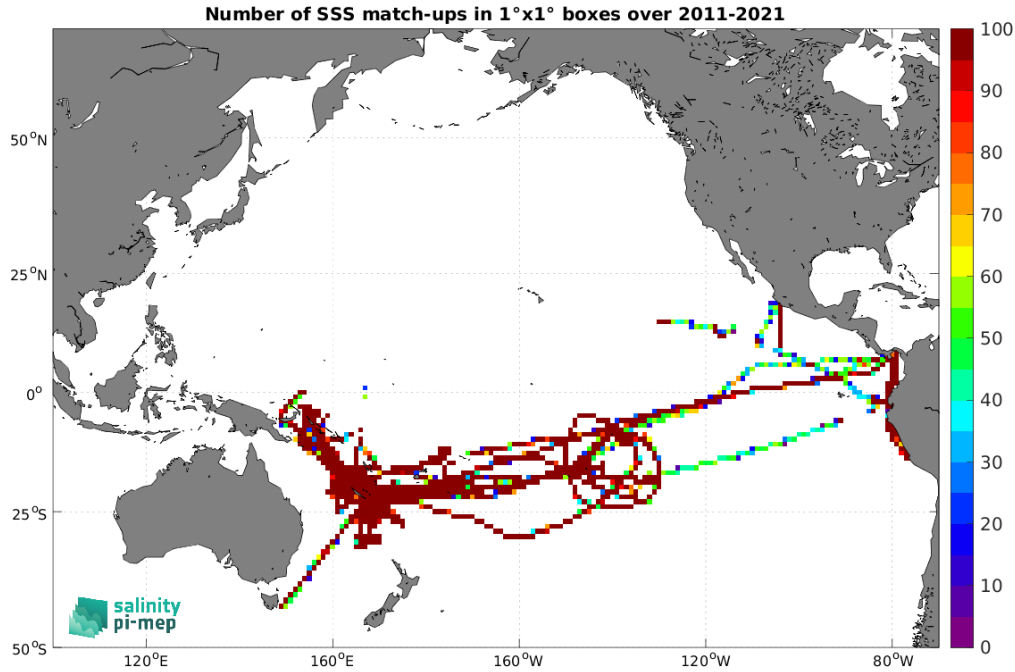 Number of SSS match-ups in 1°x1° boxes over 2011-2021
100
90
80
70
60
50
40
30
20
10
0
50°N
25°N
0°
25°S
50°S
120°E
160°E
160°W
120°W
80°W
salinity
pi-mep